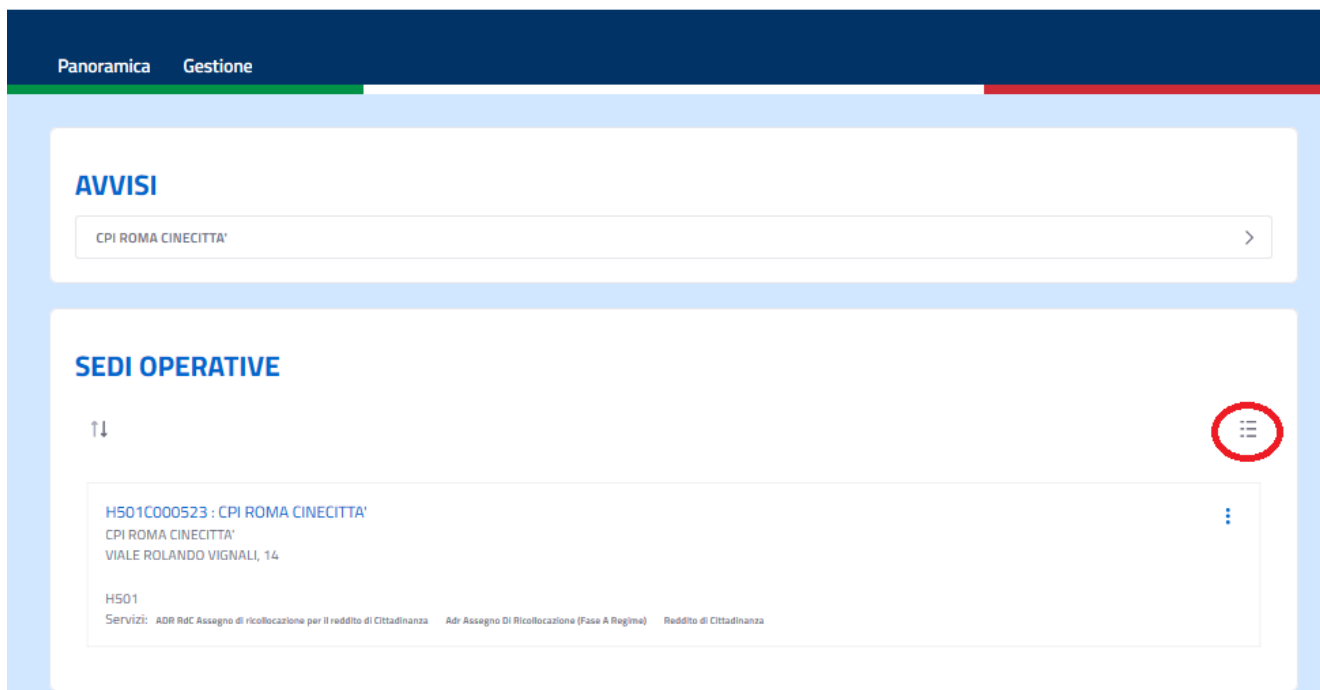 Panoramica Gestione
AVVISI
CPI ROMA CINECITTA'
SEDI OPERATIVE
H501C000523 : CPI ROMA CINECITTA'
CPI ROMA CINECITTA'
VIALE ROLANDO VIGNALI, 14
H501
Servizi: ADR RdC Assegno di ricollocazione per il reddito di Cittadinanza Adr Assegno Di Ricollocazione (Fase A Regime) Reddito di Cittadinanza